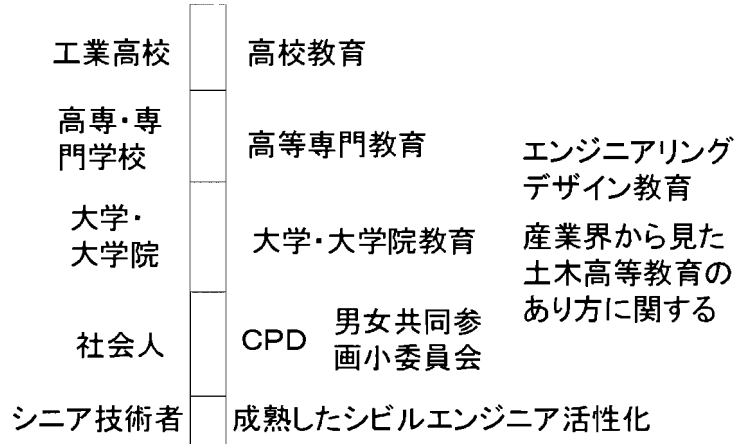 工業高校
高校教育
高専・専
門学校
高等専門教育
エンジニアリング
デザイン教育
大学・
大学院
大学・大学院教育
産業界から見た
土木高等教育の
あり方に関する
社会人
CPD
男女共同参
画小委員会
シニア技術者
成熟したシビルエンジニア活性化